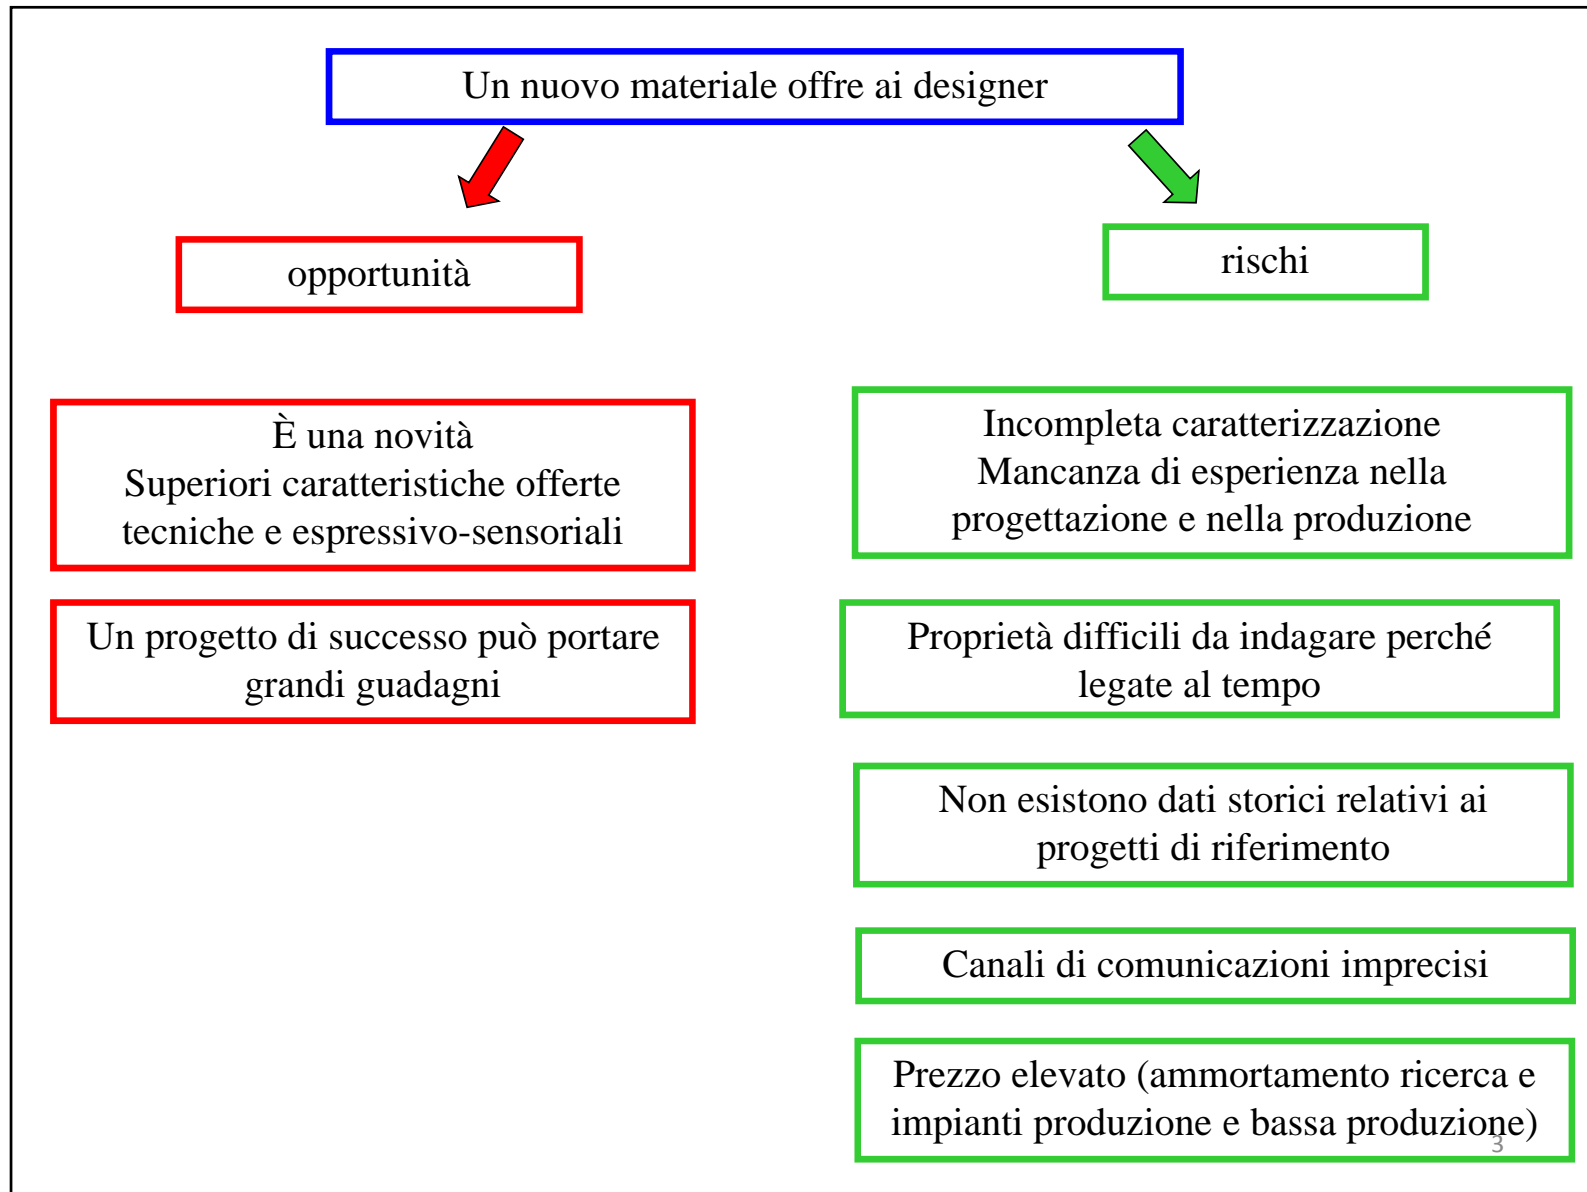 Un nuovo materiale offre ai designer
opportunità
rischi
È una novità
Superiori caratteristiche offerte
tecniche e espressivo-sensoriali
Un progetto di successo può portare
grandi guadagni
Incompleta caratterizzazione
Mancanza di esperienza nella
progettazione e nella produzione
Proprietà difficili da indagare perché
legate al tempo
Non esistono dati storici relativi ai
progetti di riferimento
Canali di comunicazioni imprecisi
Prezzo elevato (ammortamento ricerca e
impianti produzione e bassa produzione)
3